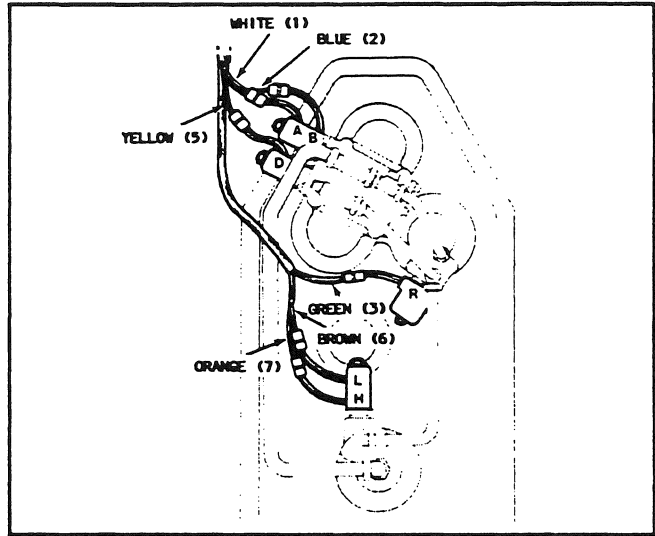 WHITE (1)
BLUE (2)
YELLOW (5)
A
B
D
R
GREEN (3)
BROWN (6)
ORANGE (7)
L
H